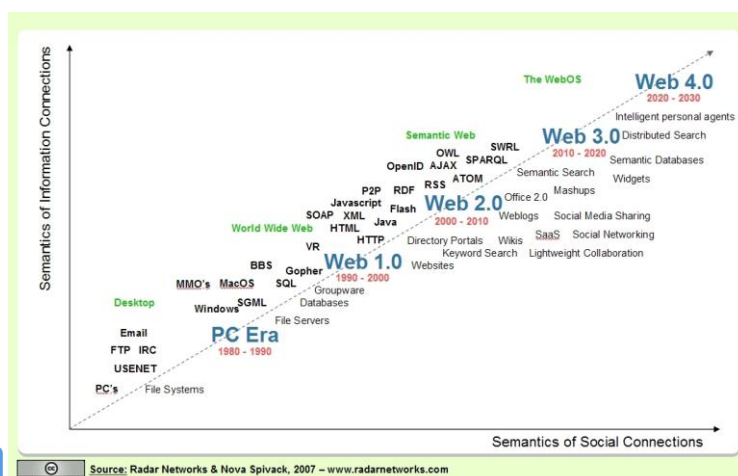 Semantics of Information Connections
The WebOS
Web 4.0
2020 - 2030
Intelligent personal agents
Semantic Web
SWRL
Web 3.0
Distributed Search
2010 - 2020
OWL
OpenID
AJAX
SPARQL
Semantic Databases
Semantic Search
Widgets
ATOM
RSS
P2P
RDF
Mashups
Office 2.0
Javascript
Flash
Web 2.0
2000 - 2010
Weblogs
Social Media Sharing
SOAP
XML
Java
World Wide Web
HTML
HTTP
Directory Portals
Wikis
SaaS
Social Networking
VR
Keyword Search
Lightweight Collaboration
BBS
Gopher
Web 1.0
1990 - 2000
Websites
MMO's
MacOS
SQL
Groupware
Desktop
Windows
SGML
Databases
File Servers
Email
PC Era
1980 - 1990
FTP
IRC
USENET
PC's
File Systems
Semantics of Social Connections
cc
Source: Radar Networks & Nova Spivack, 2007 – www.radarnetworks.com